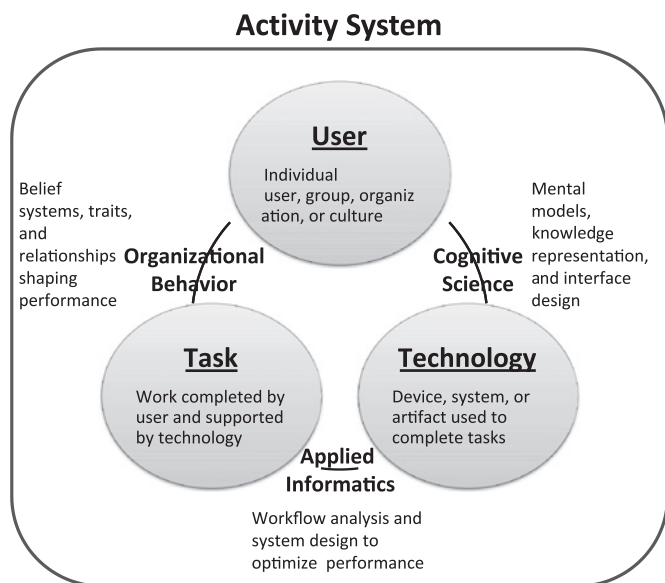 Activity System
User
Individual
user, group, organiz
ation, or culture
Belief
systems, traits,
and
relationships
shaping
performance
Organizational
Behavior
Cognitive
Science
Mental
models,
knowledge
representation,
and interface
design
Task
Work completed by
user and supported
by technology
Technology
Device, system, or
artifact used to
complete tasks
Applied
Informatics
Workflow analysis and
system design to
optimize performance